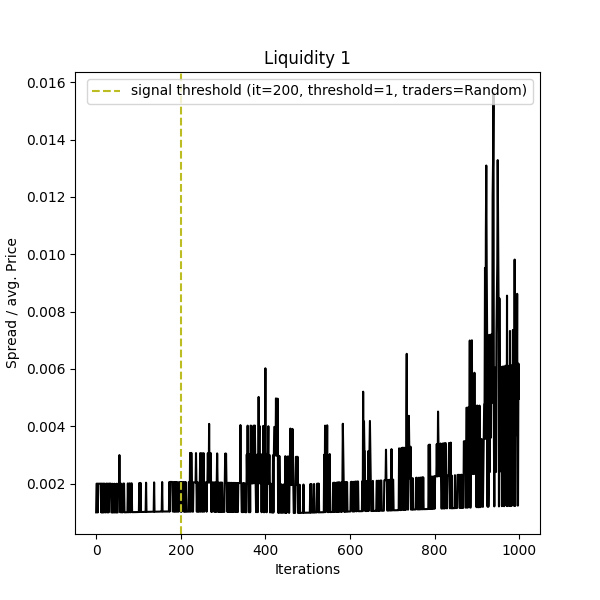 Liquidity 1
signal threshold (it=200, threshold=1, traders=Random)
0.016
0.014
0.012
0.010
0.008
0.006
0.004
0.002
Spread / avg. Price
0 200 400 600 800 1000
Iterations